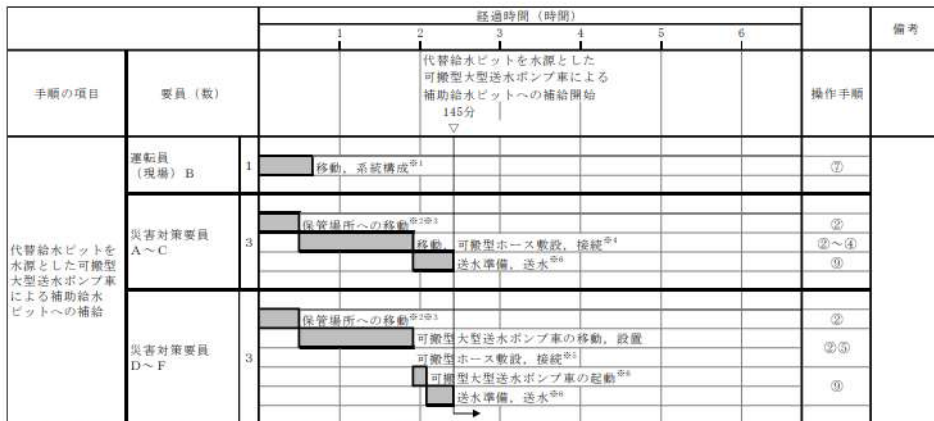 経過時間（時間）
備考
1 2 3 4 5 6
手順の項目
要員（数）
代替給水ピットを水源とした
可搬型大型送水ポンプ車による
補助給水ピットへの補給開始
145分
▽
操作手順
代替給水ピットを
水源とした可搬型
大型送水ポンプ車
による補助給水
ピットへの補給
運転員
（現場）B
1
移動，系統構成※1
⑦
災害対策要員
A～C
3
保管場所への移動※2※3
②
移動，可搬型ホース敷設，接続※4
②～④
送水準備，送水※6
⑨
災害対策要員
D～F
3
保管場所への移動※2※3
②
可搬型大型送水ポンプ車の移動，設置
②⑤
可搬型ホース敷設，接続※5
可搬型大型送水ポンプ車の起動※6
⑨
送水準備，送水※6